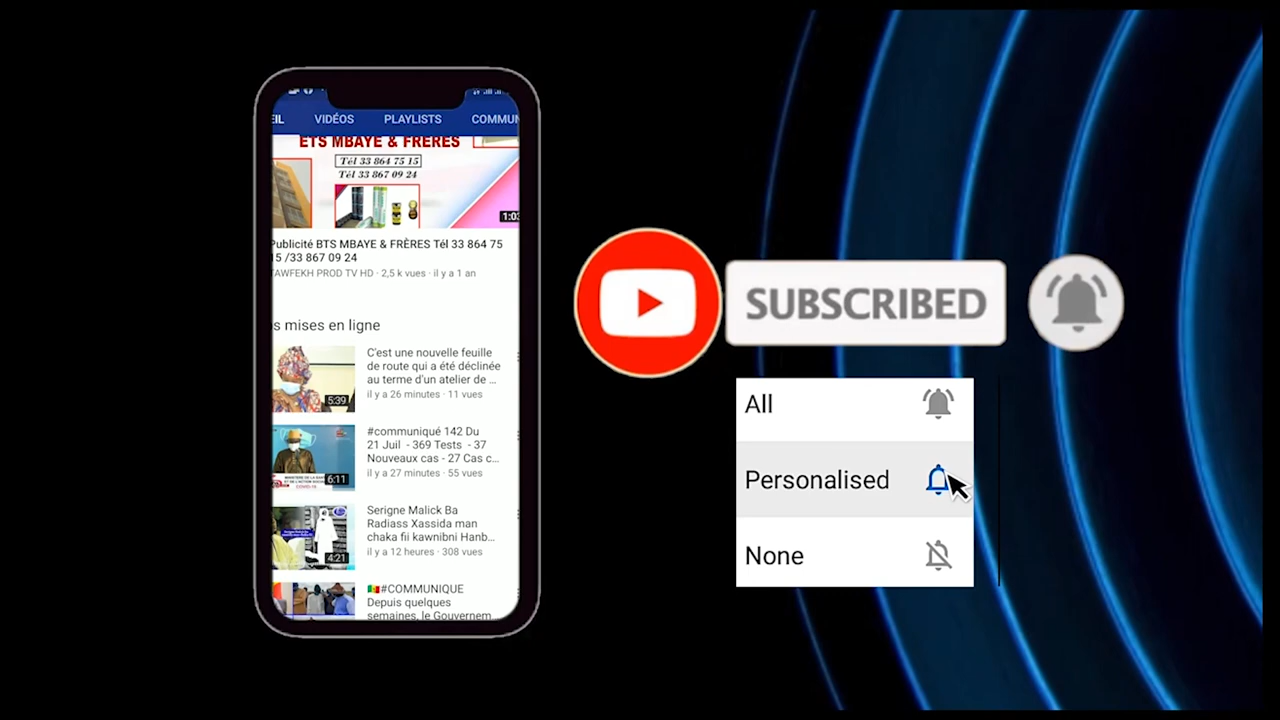 EIL VIDÉOS PLAYLISTS COMMUN
ETS MBAYE & FRERES
Tél 33 864 75 15
Tél 33 867 09 24
1:03
Publicité BTS MBAYE & FRÈRES Tél 33 864 75
15 /33 867 09 24
TAWFEKH PROD TV HD · 2,5 k vues · il y a 1 an
s mises en ligne
C'est une nouvelle feuille
de route qui a été déclinée
au terme d'un atelier de ...
il y a 26 minutes · 11 vues
5:39
#communiqué 142 Du
21 Juil - 369 Tests - 37
Nouveaux cas - 27 Cas c...
il y a 27 minutes · 55 vues
6:11
Serigne Malick Ba
Radiass Xassida man
chaka fii kawnibni Hanb...
il y a 12 heures · 308 vues
4:21
#COMMUNIQUE
Depuis quelques
semaines, le Gouvernem
SUBSCRIBED
All
Personalised
None